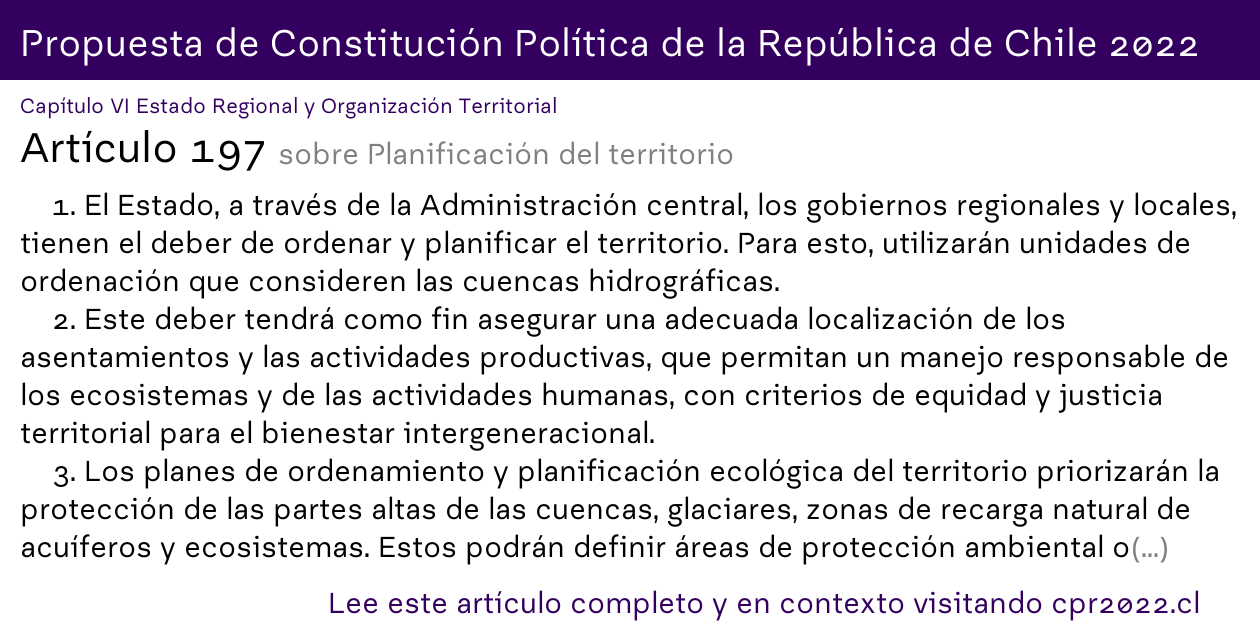 Propuesta de Constitución Política de la República de Chile 2022
Capítulo VI Estado Regional y Organización Territorial
Artículo 197 sobre Planificación del territorio
1. El Estado, a través de la Administración central, los gobiernos regionales y locales,
tienen el deber de ordenar y planificar el territorio. Para esto, utilizarán unidades de
ordenación que consideren las cuencas hidrográficas.
2. Este deber tendrá como fin asegurar una adecuada localización de los
asentamientos y las actividades productivas, que permitan un manejo responsable de
los ecosistemas y de las actividades humanas, con criterios de equidad y justicia
territorial para el bienestar intergeneracional.
3. Los planes de ordenamiento y planificación ecológica del territorio priorizarán la
protección de las partes altas de las cuencas, glaciares, zonas de recarga natural de
acuíferos y ecosistemas. Estos podrán definir áreas de protección ambiental o(...)
Lee este artículo completo y en contexto visitando cpr2022.cl